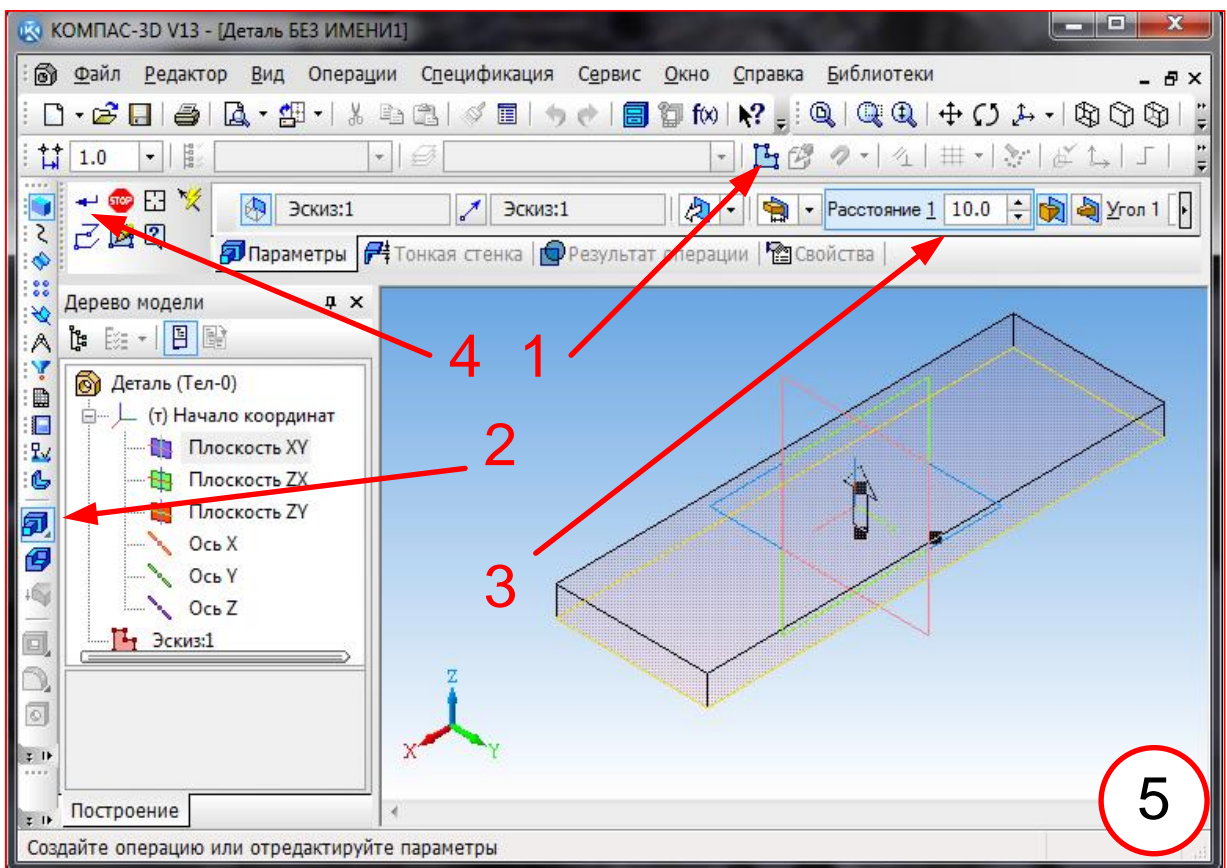 КОМПАС-3D V13 - [Деталь БЕЗ ИМЕНИ1]
Файл Редактор Вид Операции Спецификация Сервис Окно Справка Библиотеки
f(x)
1.0
STOP Эскиз:1 Эскиз:1 Расстояние 1 10.0 Угол 1
Параметры Тонкая стенка Результат операции Свойства
Дерево модели
4 1
Деталь (Тел-0)
(т) Начало координат
2
Плоскость XY
Плоскость ZX
Плоскость ZY
Ось X
Ось Y
3
Ось Z
Эскиз:1
Z
X Y
5
Построение
Создайте операцию или отредактируйте параметры